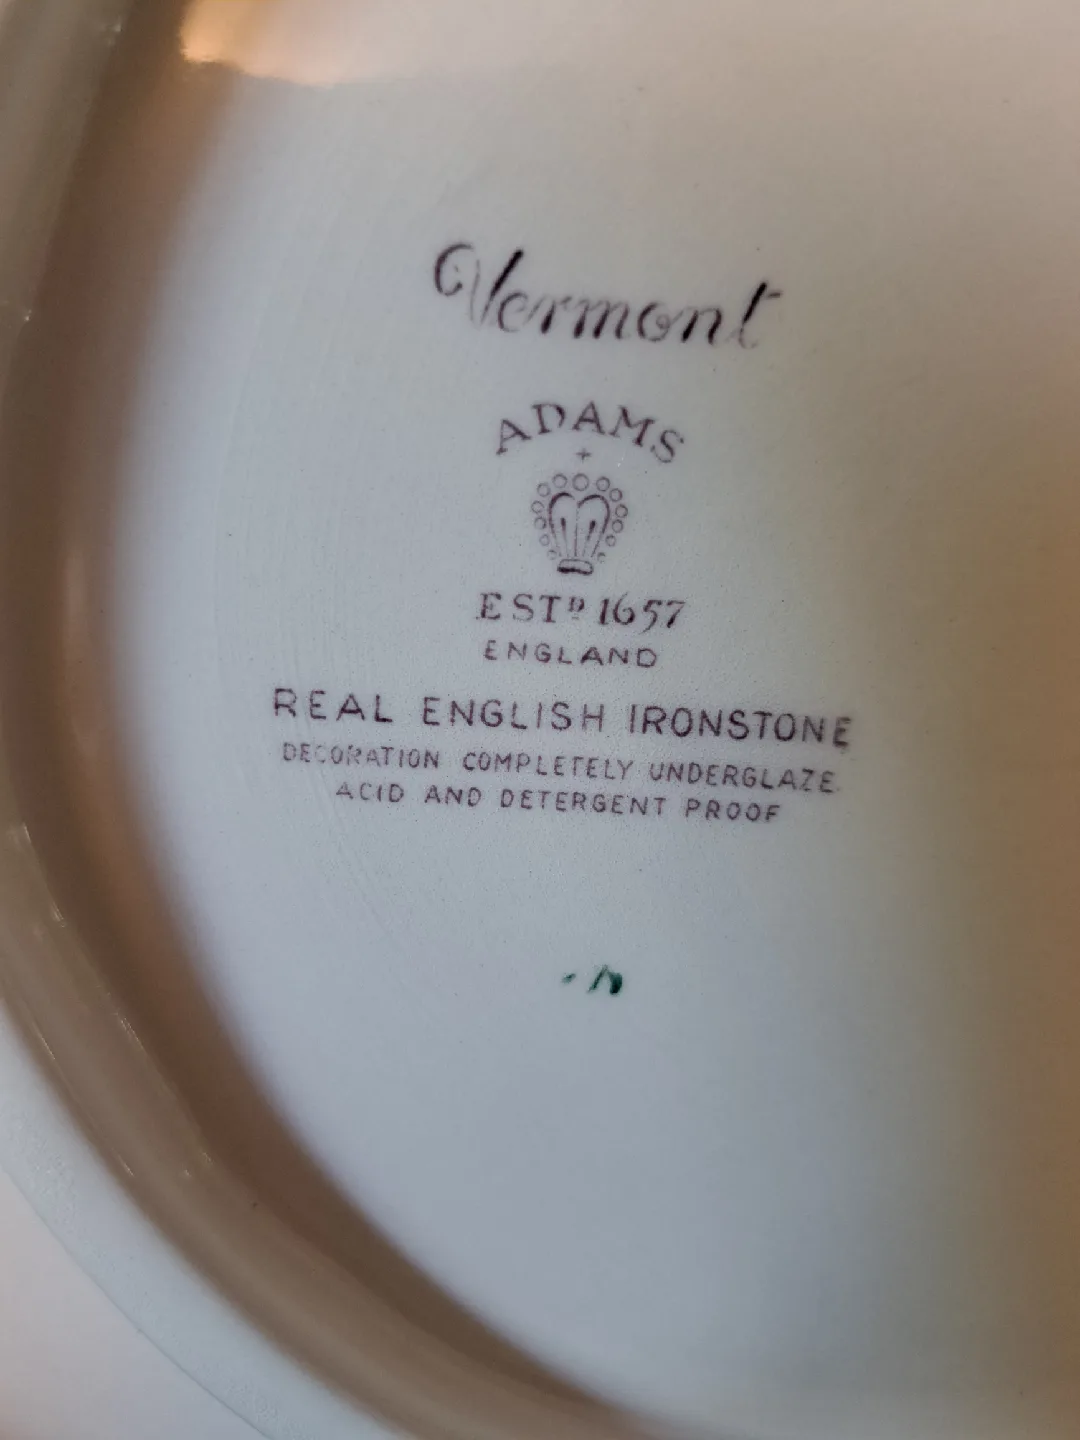 Vermont
ADAMS
ESTᴰ 1657
ENGLAND
REAL ENGLISH IRONSTONE
DECORATION COMPLETELY UNDERGLAZE
ACID AND DETERGENT PROOF